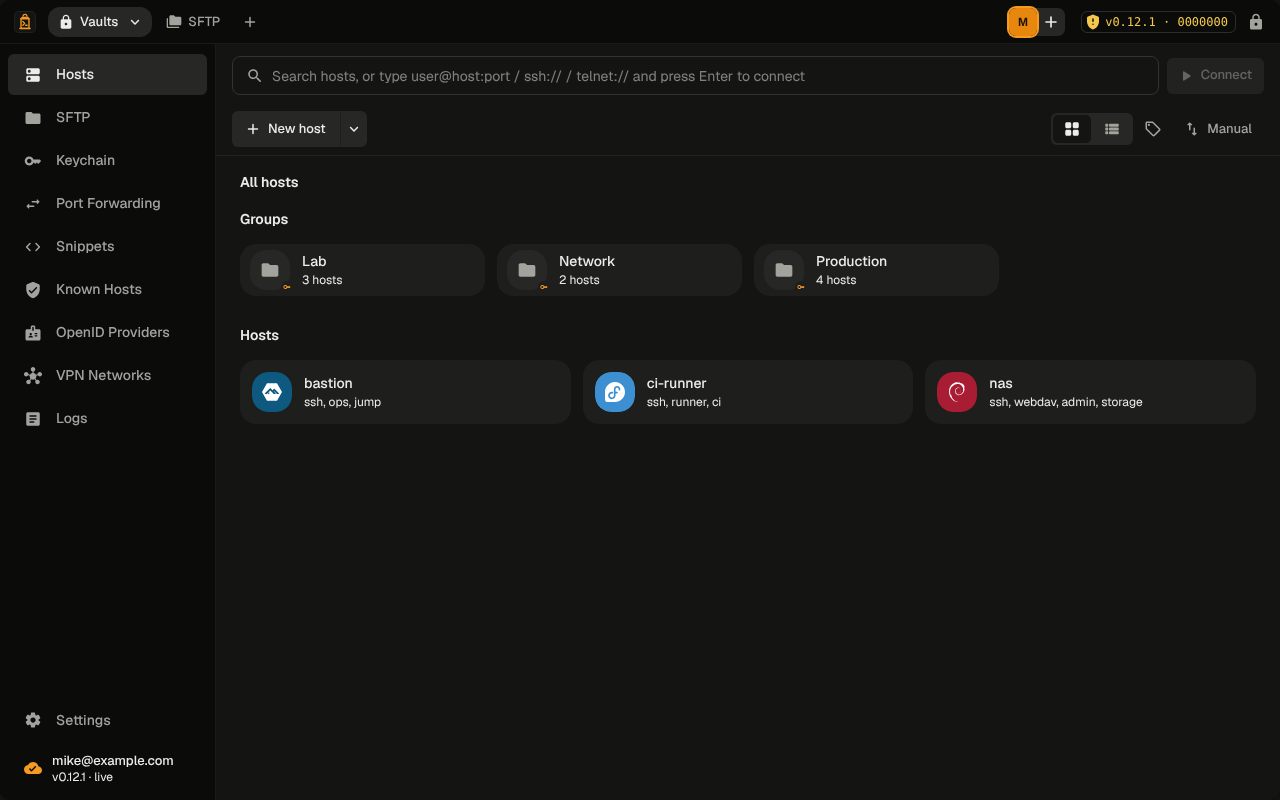 Vaults
SFTP
M
v0.12.1 · 0000000
Hosts
SFTP
Keychain
Port Forwarding
Snippets
Known Hosts
OpenID Providers
VPN Networks
Logs
Settings
mike@example.com
v0.12.1 · live
Search hosts, or type user@host:port / ssh:// / telnet:// and press Enter to connect
Connect
New host
Manual
All hosts
Groups
Lab
3 hosts
Network
2 hosts
Production
4 hosts
Hosts
bastion
ssh, ops, jump
ci-runner
ssh, runner, ci
nas
ssh, webdav, admin, storage